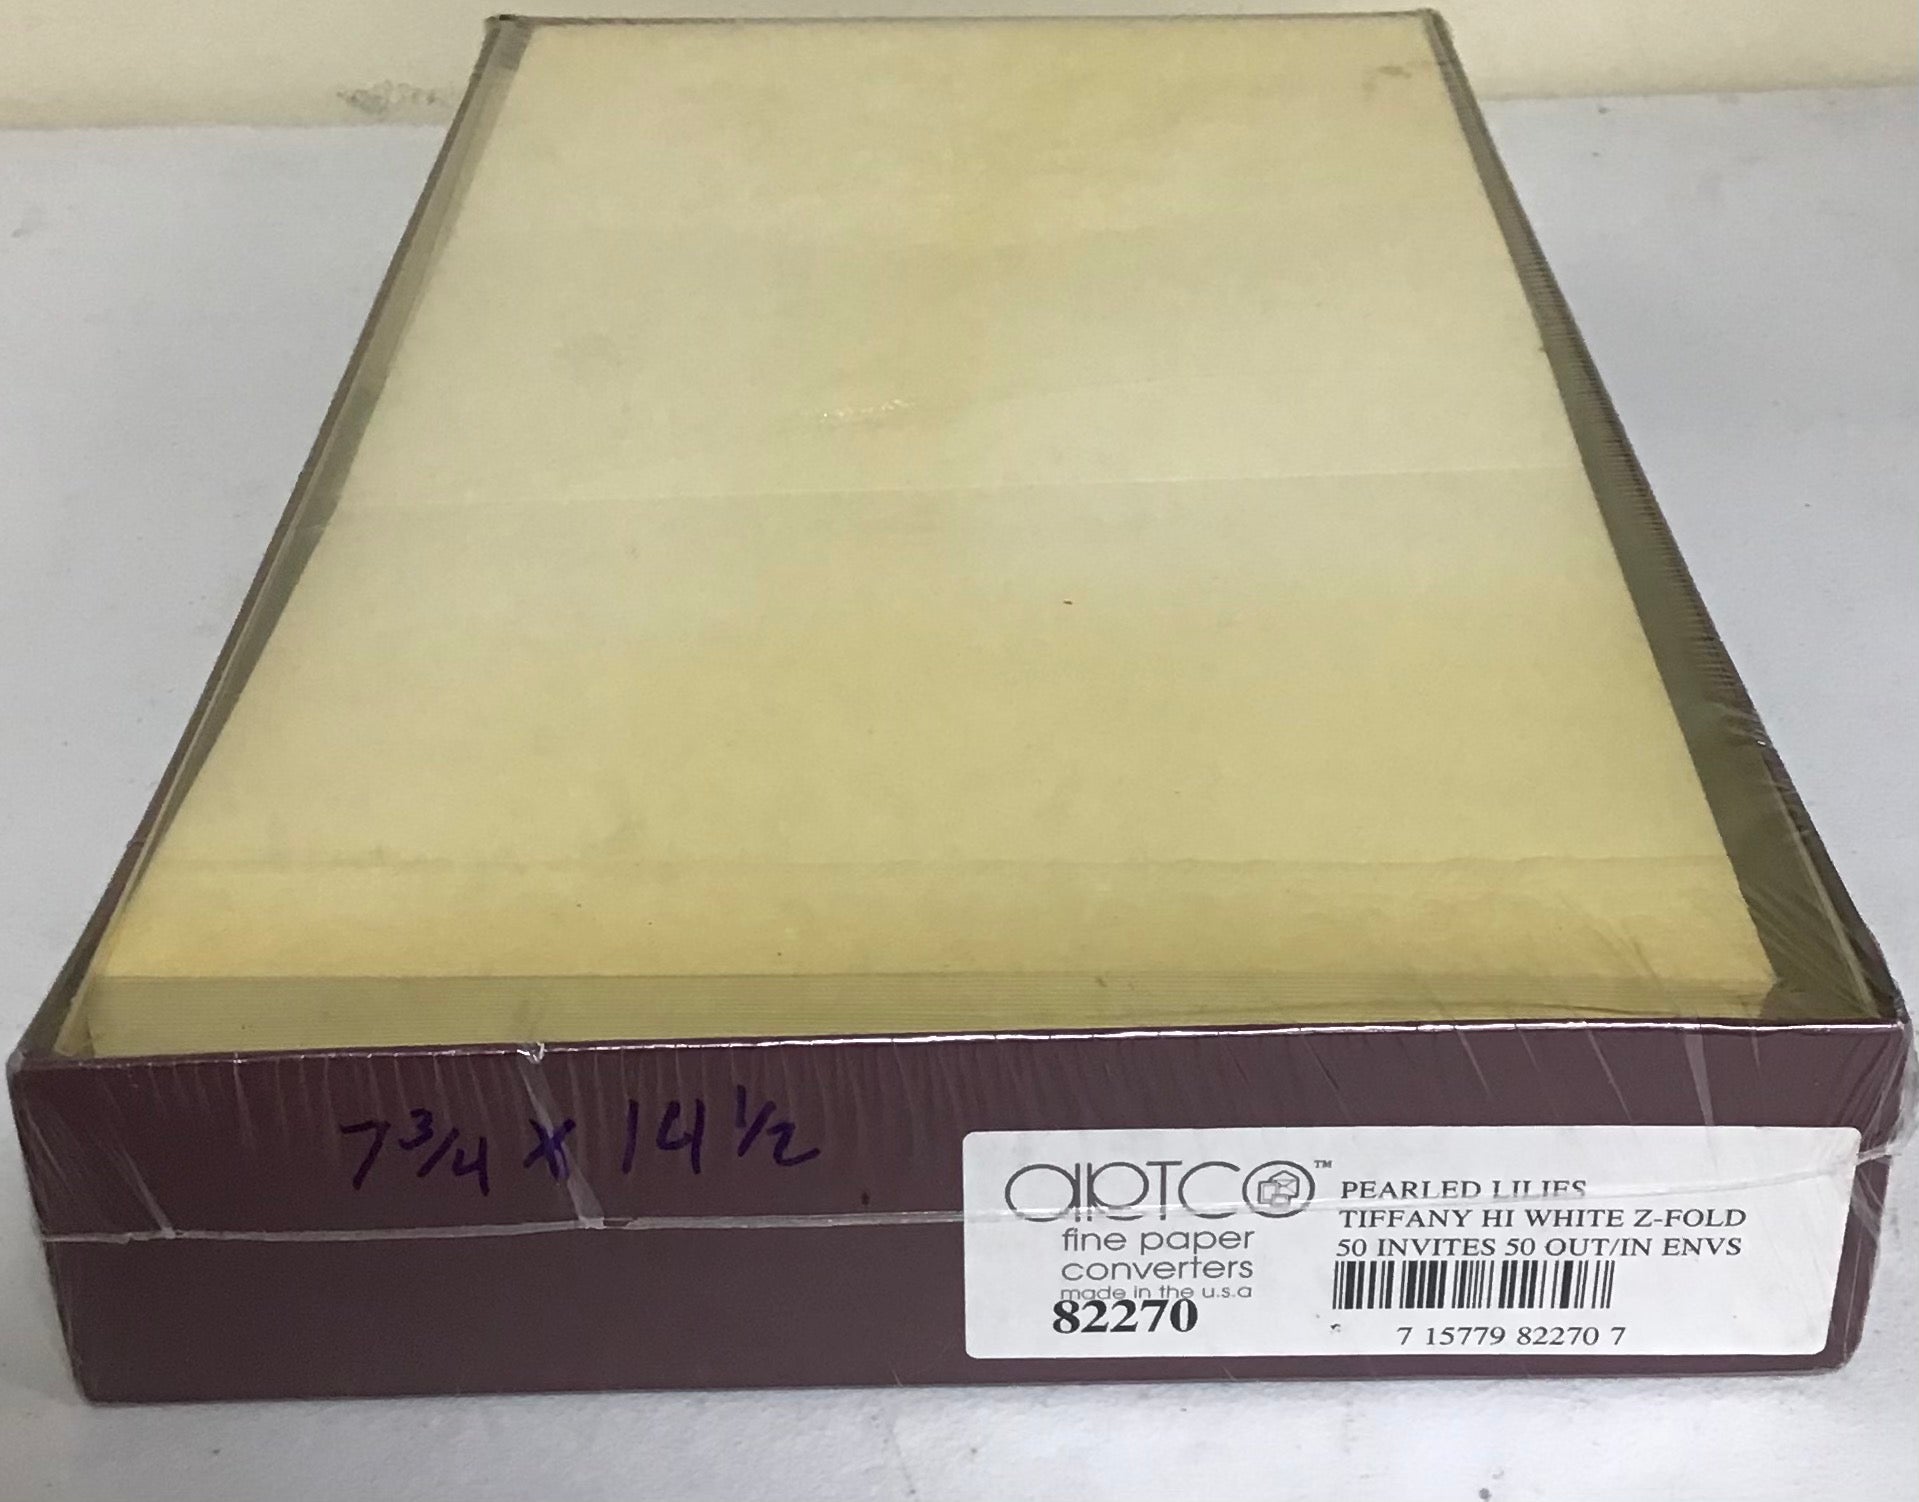 7 3/4 x 14 1/2
artco™
fine paper
converters
made in the u.s.a
82270
PEARLED LILIES
TIFFANY HI WHITE Z-FOLD
50 INVITES 50 OUT/IN ENVS
7 15779 82270 7